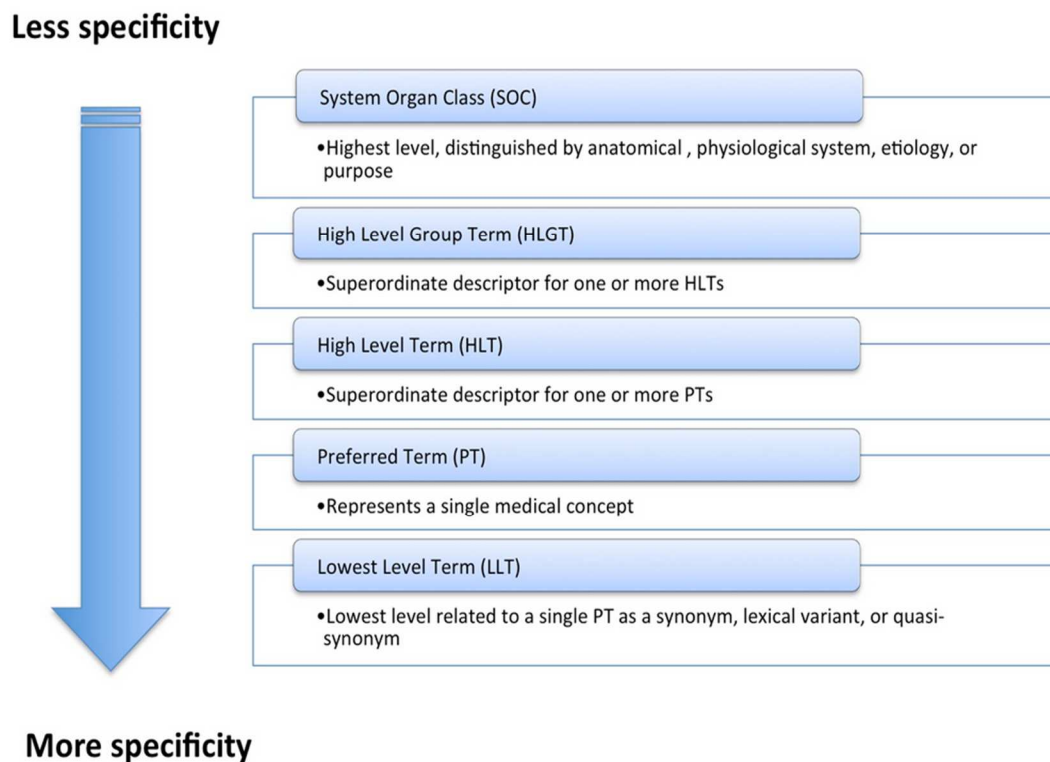 Less specificity
System Organ Class (SOC)
•Highest level, distinguished by anatomical , physiological system, etiology, or
purpose
High Level Group Term (HLGT)
•Superordinate descriptor for one or more HLTs
High Level Term (HLT)
•Superordinate descriptor for one or more PTs
Preferred Term (PT)
•Represents a single medical concept
Lowest Level Term (LLT)
•Lowest level related to a single PT as a synonym, lexical variant, or quasi-
synonym
More specificity